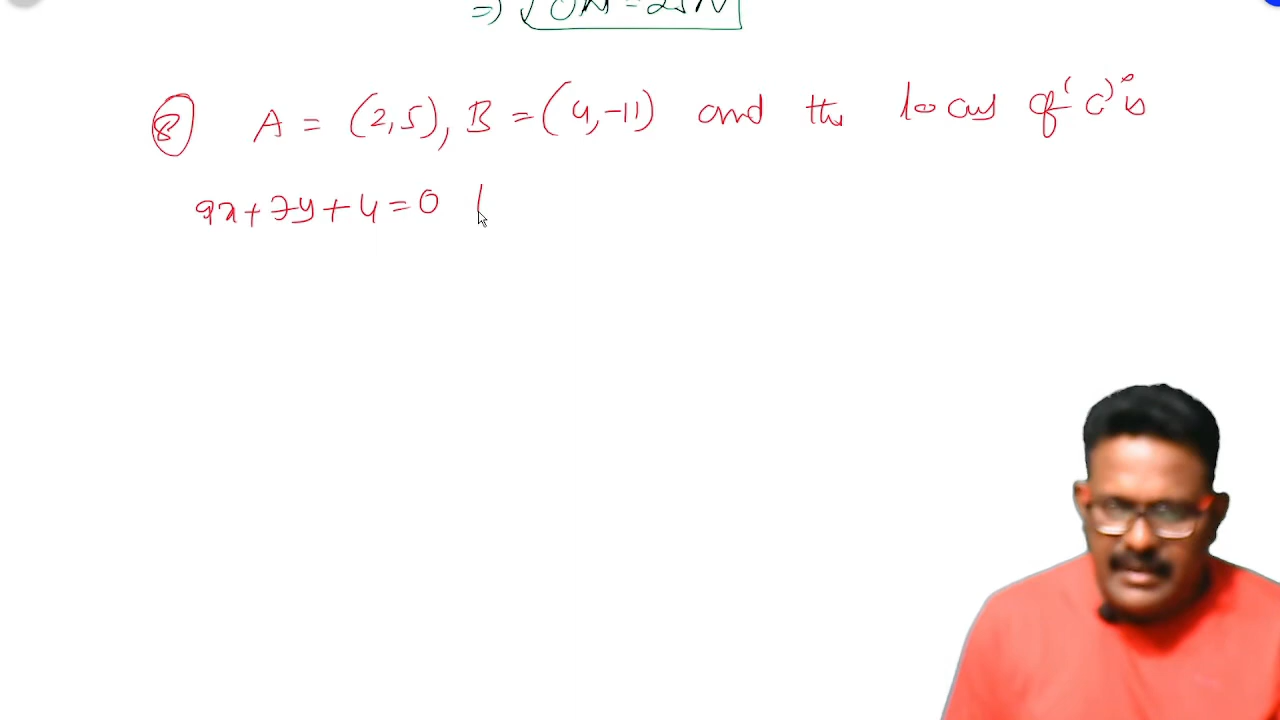 ⑧ A = (2,5), B = (4,-11) and the locus of 'C' is
9x+7y+4=0